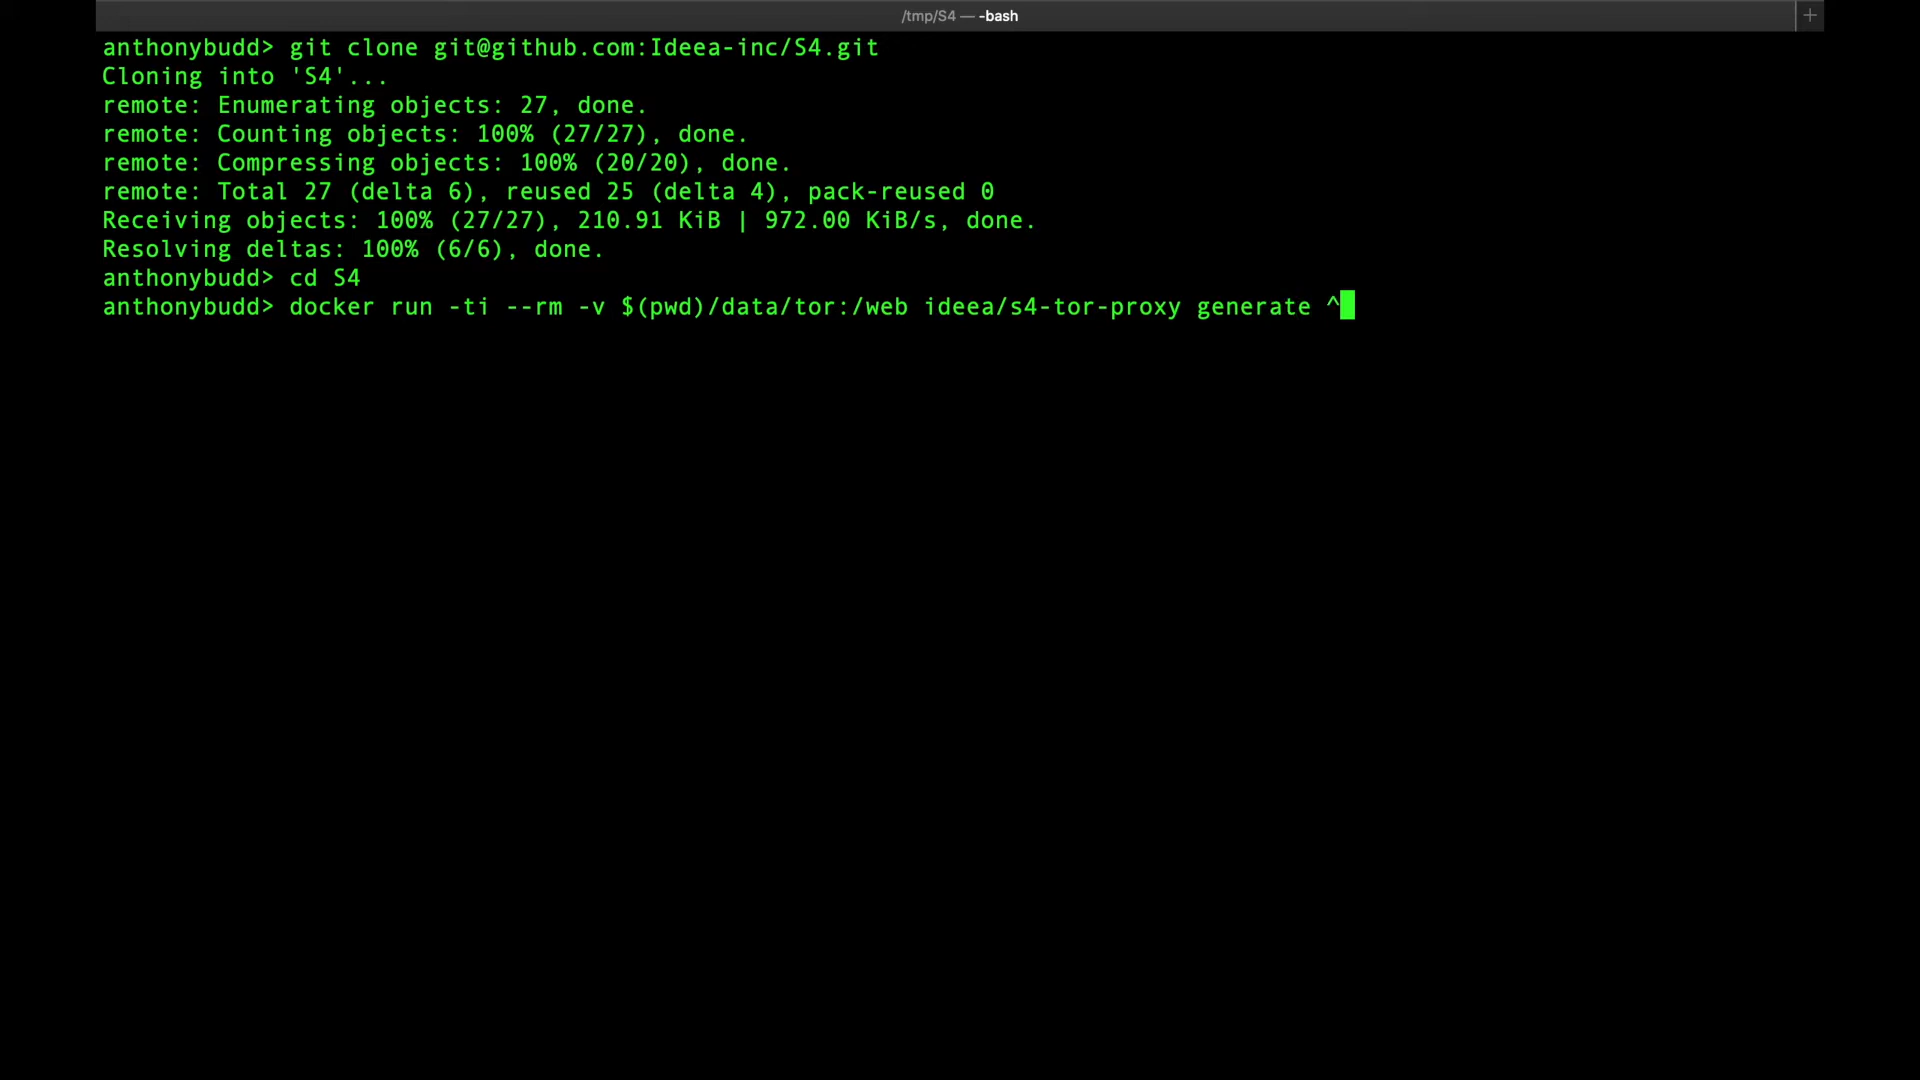 /tmp/S4 — -bash
anthonybudd> git clone git@github.com:Ideea-inc/S4.git
Cloning into 'S4'...
remote: Enumerating objects: 27, done.
remote: Counting objects: 100% (27/27), done.
remote: Compressing objects: 100% (20/20), done.
remote: Total 27 (delta 6), reused 25 (delta 4), pack-reused 0
Receiving objects: 100% (27/27), 210.91 KiB | 972.00 KiB/s, done.
Resolving deltas: 100% (6/6), done.
anthonybudd> cd S4
anthonybudd> docker run -ti --rm -v $(pwd)/data/tor:/web ideea/s4-tor-proxy generate ^